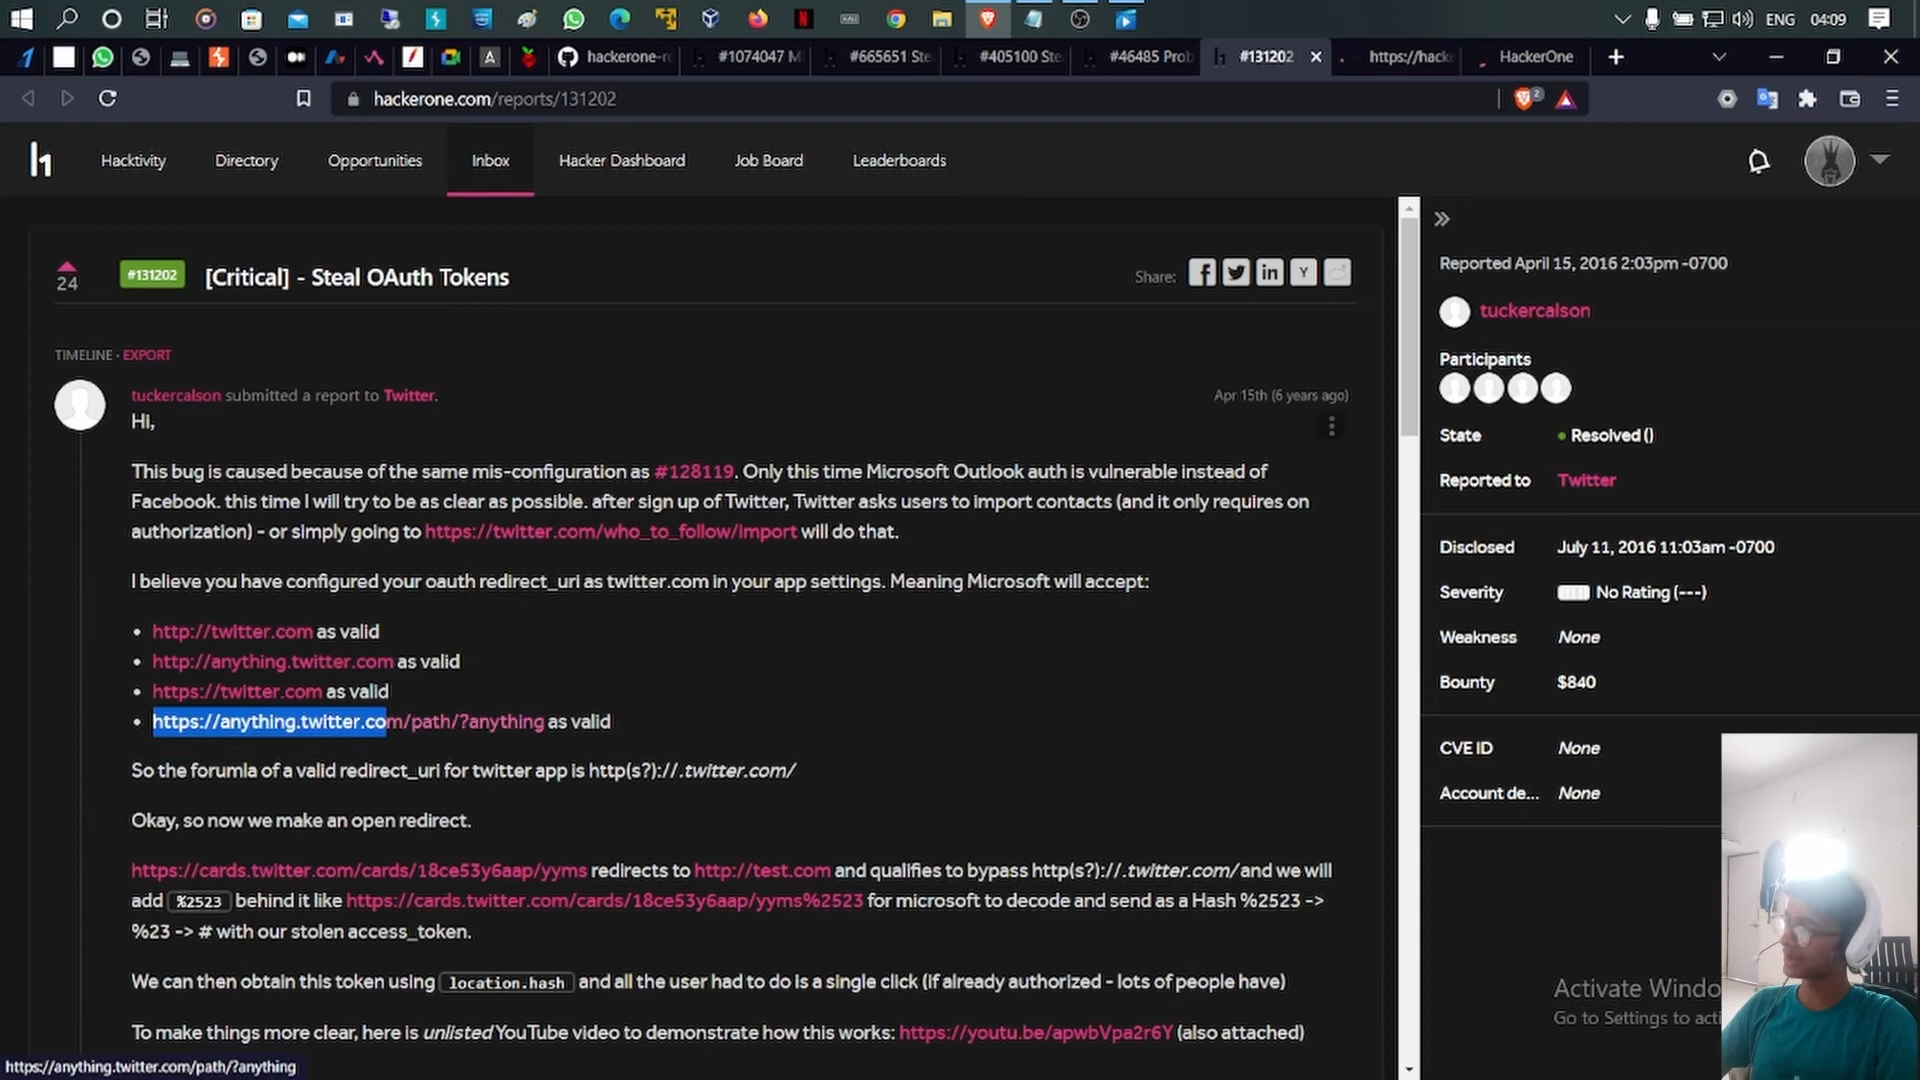 ENG
04:09
hackerone-re
#1074047 Mi
#665651 Ste
#405100 Ste
#46485 Prob
#131202
https://hacke
HackerOne
hackerone.com/reports/131202
2
Hacktivity
Directory
Opportunities
Inbox
Hacker Dashboard
Job Board
Leaderboards
24
#131202
[Critical] - Steal OAuth Tokens
Share:
TIMELINE · EXPORT
tuckercalson submitted a report to Twitter.
Apr 15th (6 years ago)
Hi,
This bug is caused because of the same mis-configuration as #128119. Only this time Microsoft Outlook auth is vulnerable instead of
Facebook. this time I will try to be as clear as possible. after sign up of Twitter, Twitter asks users to import contacts (and it only requires on
authorization) - or simply going to https://twitter.com/who_to_follow/import will do that.
I believe you have configured your oauth redirect_uri as twitter.com in your app settings. Meaning Microsoft will accept:
• http://twitter.com as valid
• http://anything.twitter.com as valid
• https://twitter.com as valid
• https://anything.twitter.com/path/?anything as valid
So the forumla of a valid redirect_uri for twitter app is http(s?)://.twitter.com/
Okay, so now we make an open redirect.
https://cards.twitter.com/cards/18ce53y6aap/yyms redirects to http://test.com and qualifies to bypass http(s?)://.twitter.com/and we will
add %2523 behind it like https://cards.twitter.com/cards/18ce53y6aap/yyms%2523 for microsoft to decode and send as a Hash %2523 ->
%23 -> # with our stolen access_token.
We can then obtain this token using location.hash and all the user had to do is a single click (if already authorized - lots of people have)
To make things more clear, here is unlisted YouTube video to demonstrate how this works: https://youtu.be/apwbVpa2r6Y (also attached)
https://anything.twitter.com/path/?anything
Reported April 15, 2016 2:03pm -0700
tuckercalson
Participants
State
Resolved ()
Reported to
Twitter
Disclosed
July 11, 2016 11:03am -0700
Severity
No Rating (---)
Weakness
None
Bounty
$840
CVE ID
None
Account de...
None
Activate Windo
Go to Settings to acti